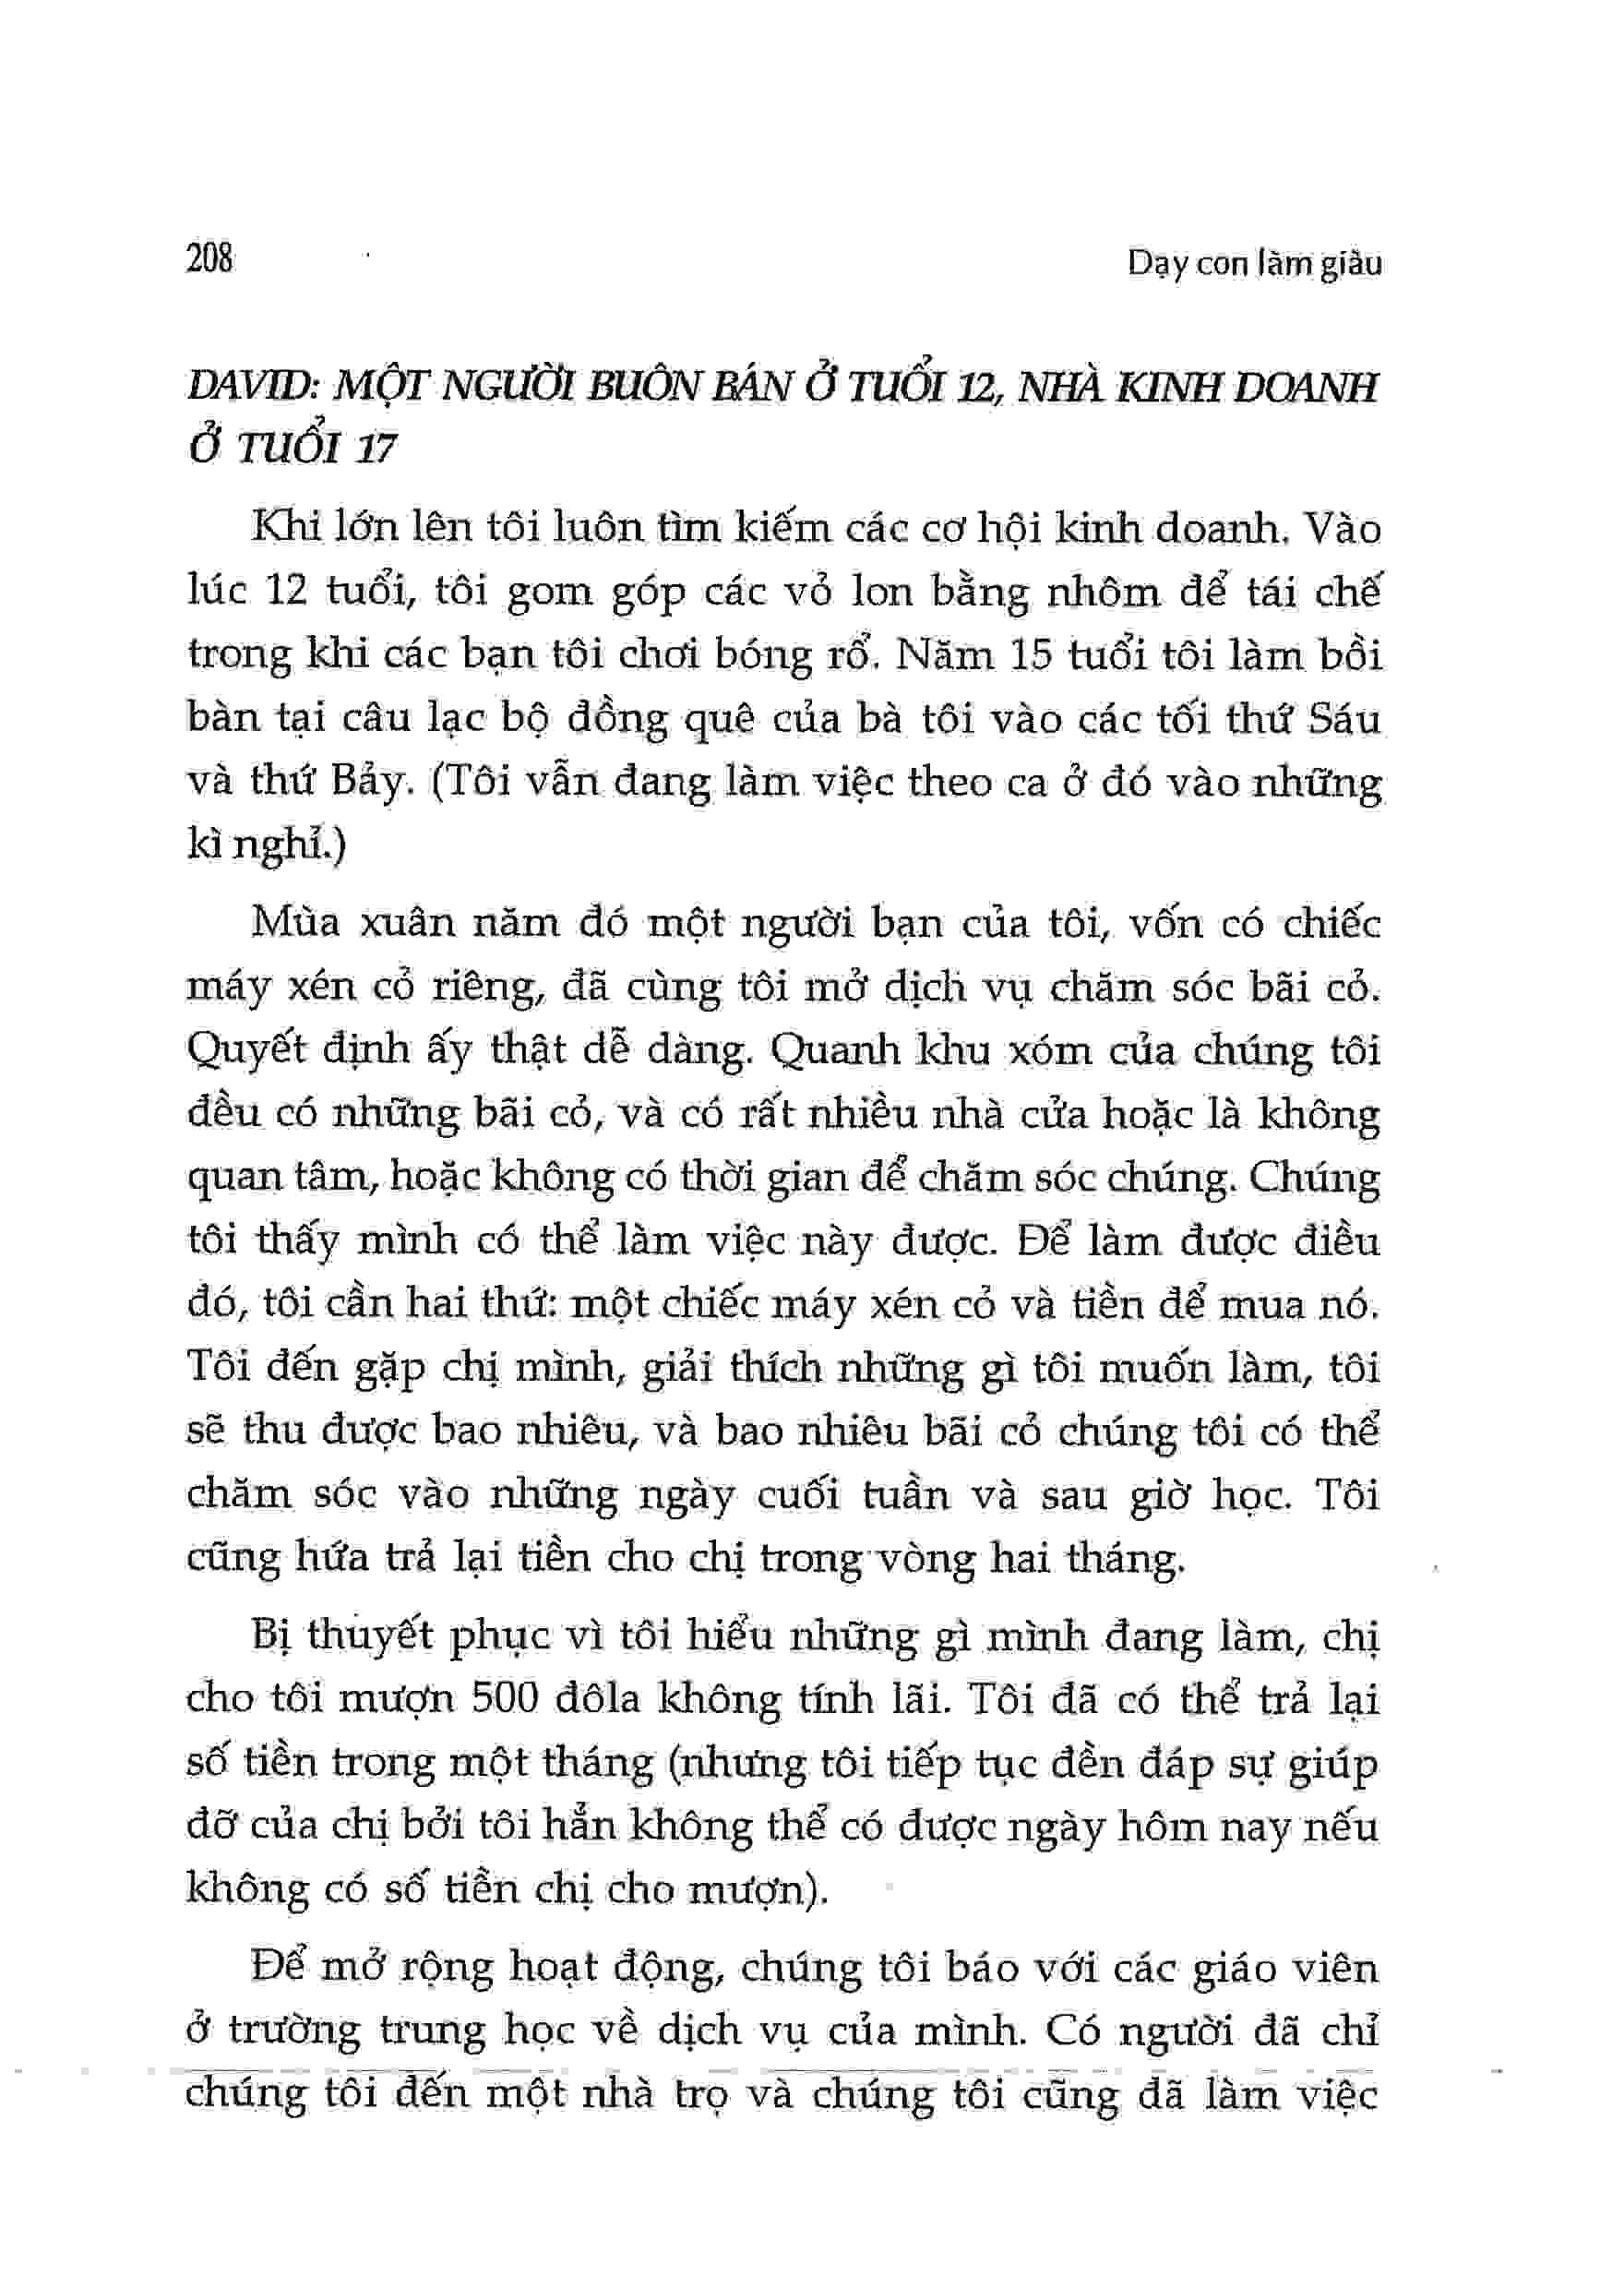 208
Dạy con làm giàu
DAVID: MỘT NGƯỜI BUÔN BÁN Ở TUỔI 12, NHÀ KINH DOANH
Ở TUỔI 17
Khi lớn lên tôi luôn tìm kiếm các cơ hội kinh doanh. Vào
lúc 12 tuổi, tôi gom góp các vỏ lon bằng nhôm để tái chế
trong khi các bạn tôi chơi bóng rổ. Năm 15 tuổi tôi làm bồi
bàn tại câu lạc bộ đồng quê của bà tôi vào các tối thứ Sáu
và thứ Bảy. (Tôi vẫn đang làm việc theo ca ở đó vào những
kì nghỉ.)
Mùa xuân năm đó một người bạn của tôi, vốn có chiếc
máy xén cỏ riêng, đã cùng tôi mở dịch vụ chăm sóc bãi cỏ.
Quyết định ấy thật dễ dàng. Quanh khu xóm của chúng tôi
đều có những bãi cỏ, và có rất nhiều nhà cửa hoặc là không
quan tâm, hoặc không có thời gian để chăm sóc chúng. Chúng
tôi thấy mình có thể làm việc này được. Để làm được điều
đó, tôi cần hai thứ: một chiếc máy xén cỏ và tiền để mua nó.
Tôi đến gặp chị mình, giải thích những gì tôi muốn làm, tôi
sẽ thu được bao nhiêu, và bao nhiêu bãi cỏ chúng tôi có thể
chăm sóc vào những ngày cuối tuần và sau giờ học. Tôi
cũng hứa trả lại tiền cho chị trong vòng hai tháng.
Bị thuyết phục vì tôi hiểu những gì mình đang làm, chị
cho tôi mượn 500 đôla không tính lãi. Tôi đã có thể trả lại
số tiền trong một tháng (nhưng tôi tiếp tục đền đáp sự giúp
đỡ của chị bởi tôi hẳn không thể có được ngày hôm nay nếu
không có số tiền chị cho mượn).
Để mở rộng hoạt động, chúng tôi báo với các giáo viên
ở trường trung học về dịch vụ của mình. Có người đã chỉ
chúng tôi đến một nhà trọ và chúng tôi cũng đã làm việc